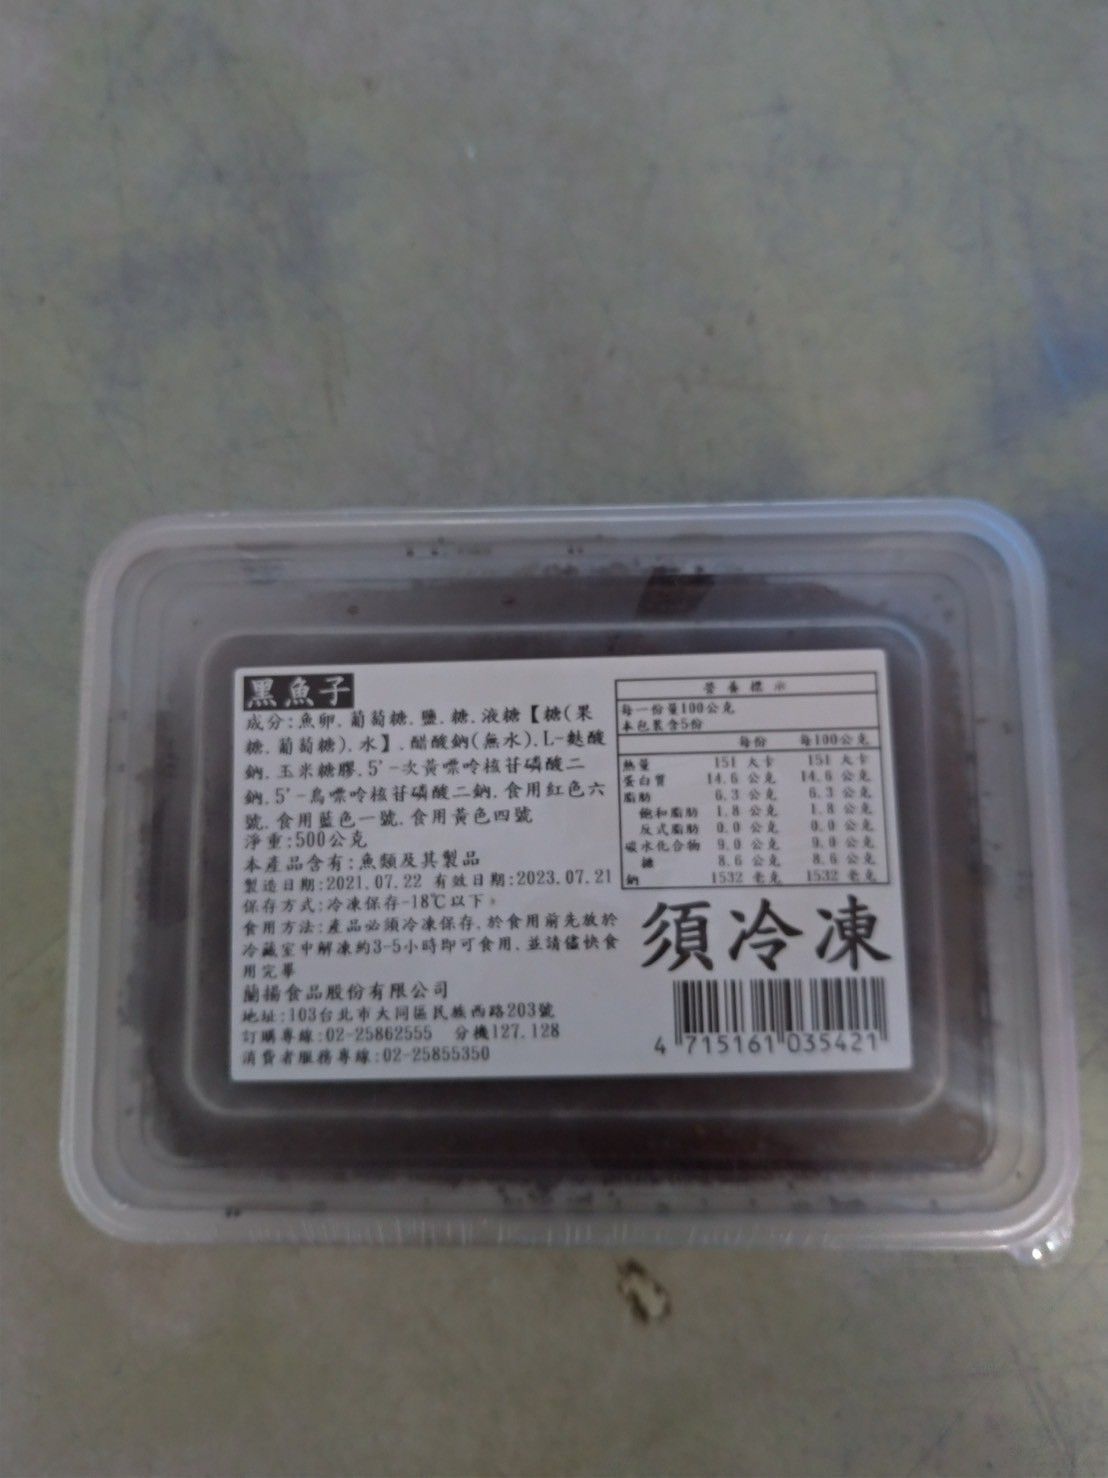 黑魚子
成分:魚卵.葡萄糖.鹽.糖.液糖【糖(果
糖.葡萄糖).水】.醋酸鈉(無水).L-麩酸
鈉.玉米糖膠.5'-次黃嘌呤核苷磷酸二
鈉.5'-鳥嘌呤核苷磷酸二鈉.食用紅色六
號.食用藍色一號.食用黃色四號
淨重:500公克
本產品含有:魚類及其製品
製造日期:2021.07.22 有效日期:2023.07.21
保存方式:冷凍保存-18℃以下。
食用方法:產品必須冷凍保存,於食用前先放於
冷藏室中解凍約3-5小時即可食用,並請儘快食
用完畢
蘭揚食品股份有限公司
地址:103台北市大同區民族西路203號
訂購專線:02-25862555 分機127.128
消費者服務專線:02-25855350
營養標示
每一份量100公克
本包裝含5份
每份 每100公克
熱量 151 大卡 151 大卡
蛋白質 14.6 公克 14.6 公克
脂肪 6.3 公克 6.3 公克
飽和脂肪 1.8 公克 1.8 公克
反式脂肪 0.0 公克 0.0 公克
碳水化合物 9.0 公克 9.0 公克
糖 8.6 公克 8.6 公克
鈉 1532 毫克 1532 毫克
須冷凍
4 715161 035421